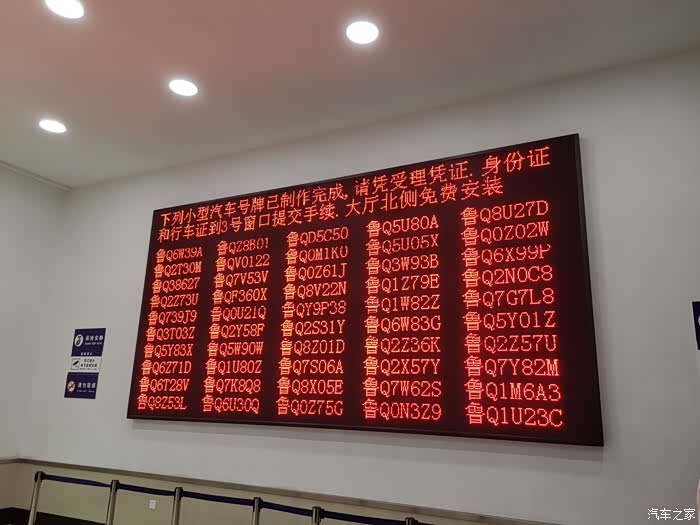 下列小型汽车号牌已制作完成,请凭受理凭证.身份证
和行车证到3号窗口提交手续.大厅北侧免费安装
鲁Q6W39A 鲁QZ8B01 鲁QD5C50 鲁Q5U80A 鲁Q8U27D
鲁Q2T30M 鲁QV0122 鲁Q0M1K0 鲁Q5U05X 鲁Q0Z02W
鲁Q38627 鲁Q7V53V 鲁Q0Z61J 鲁Q3W93B 鲁Q6X99P
鲁Q2Z73U 鲁QF360X 鲁Q8V22N 鲁Q1Z79E 鲁Q2N0C8
鲁Q739J9 鲁Q0U21Q 鲁QY9P38 鲁Q1W82Z 鲁Q7G7L8
鲁Q3T03Z 鲁Q2Y58F 鲁Q2S31Y 鲁Q6W83G 鲁Q5Y01Z
鲁Q5Y83X 鲁Q5W90W 鲁Q8Z01D 鲁Q2Z36K 鲁Q2Z57U
鲁Q6Z71D 鲁Q1U80Z 鲁Q7S06A 鲁Q2X57Y 鲁Q7Y82M
鲁Q6T28V 鲁Q7K8Q8 鲁Q8X05E 鲁Q7W62S 鲁Q1M6A3
鲁Q9Z53L 鲁Q6U30Q 鲁Q0Z75G 鲁Q0N3Z9 鲁Q1U23C
保持安静
请勿吸烟
汽车之家